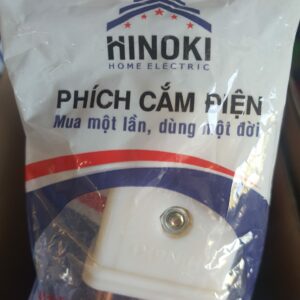 HINOKI
HOME ELECTRIC
PHÍCH CẮM ĐIỆN
Mua một lần, dùng một đời